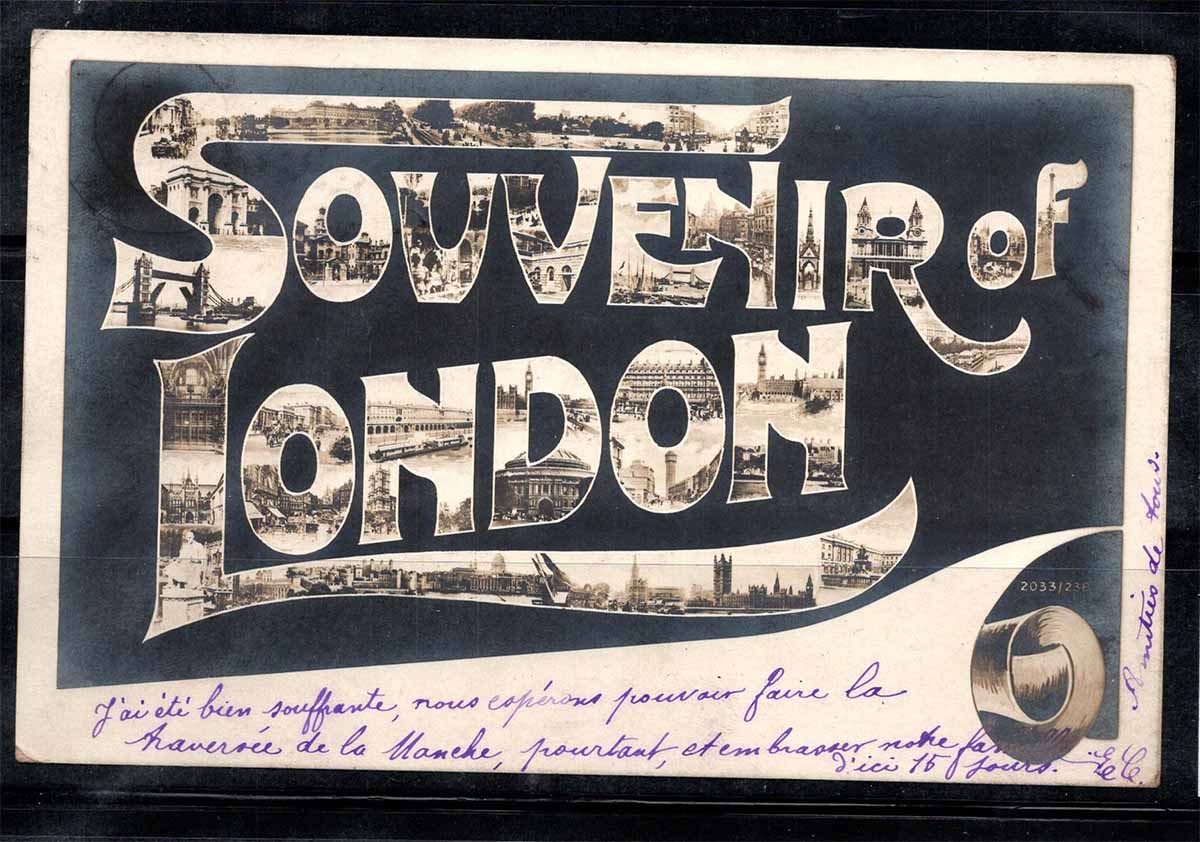 SOUVENIR OF
LONDON
2033/238
J'ai été bien souffrante, nous espérons pouvoir faire la
traversée de la Manche, pourtant, et embrasser notre famille
d'ici 15 jours.
Amitiés de tous.